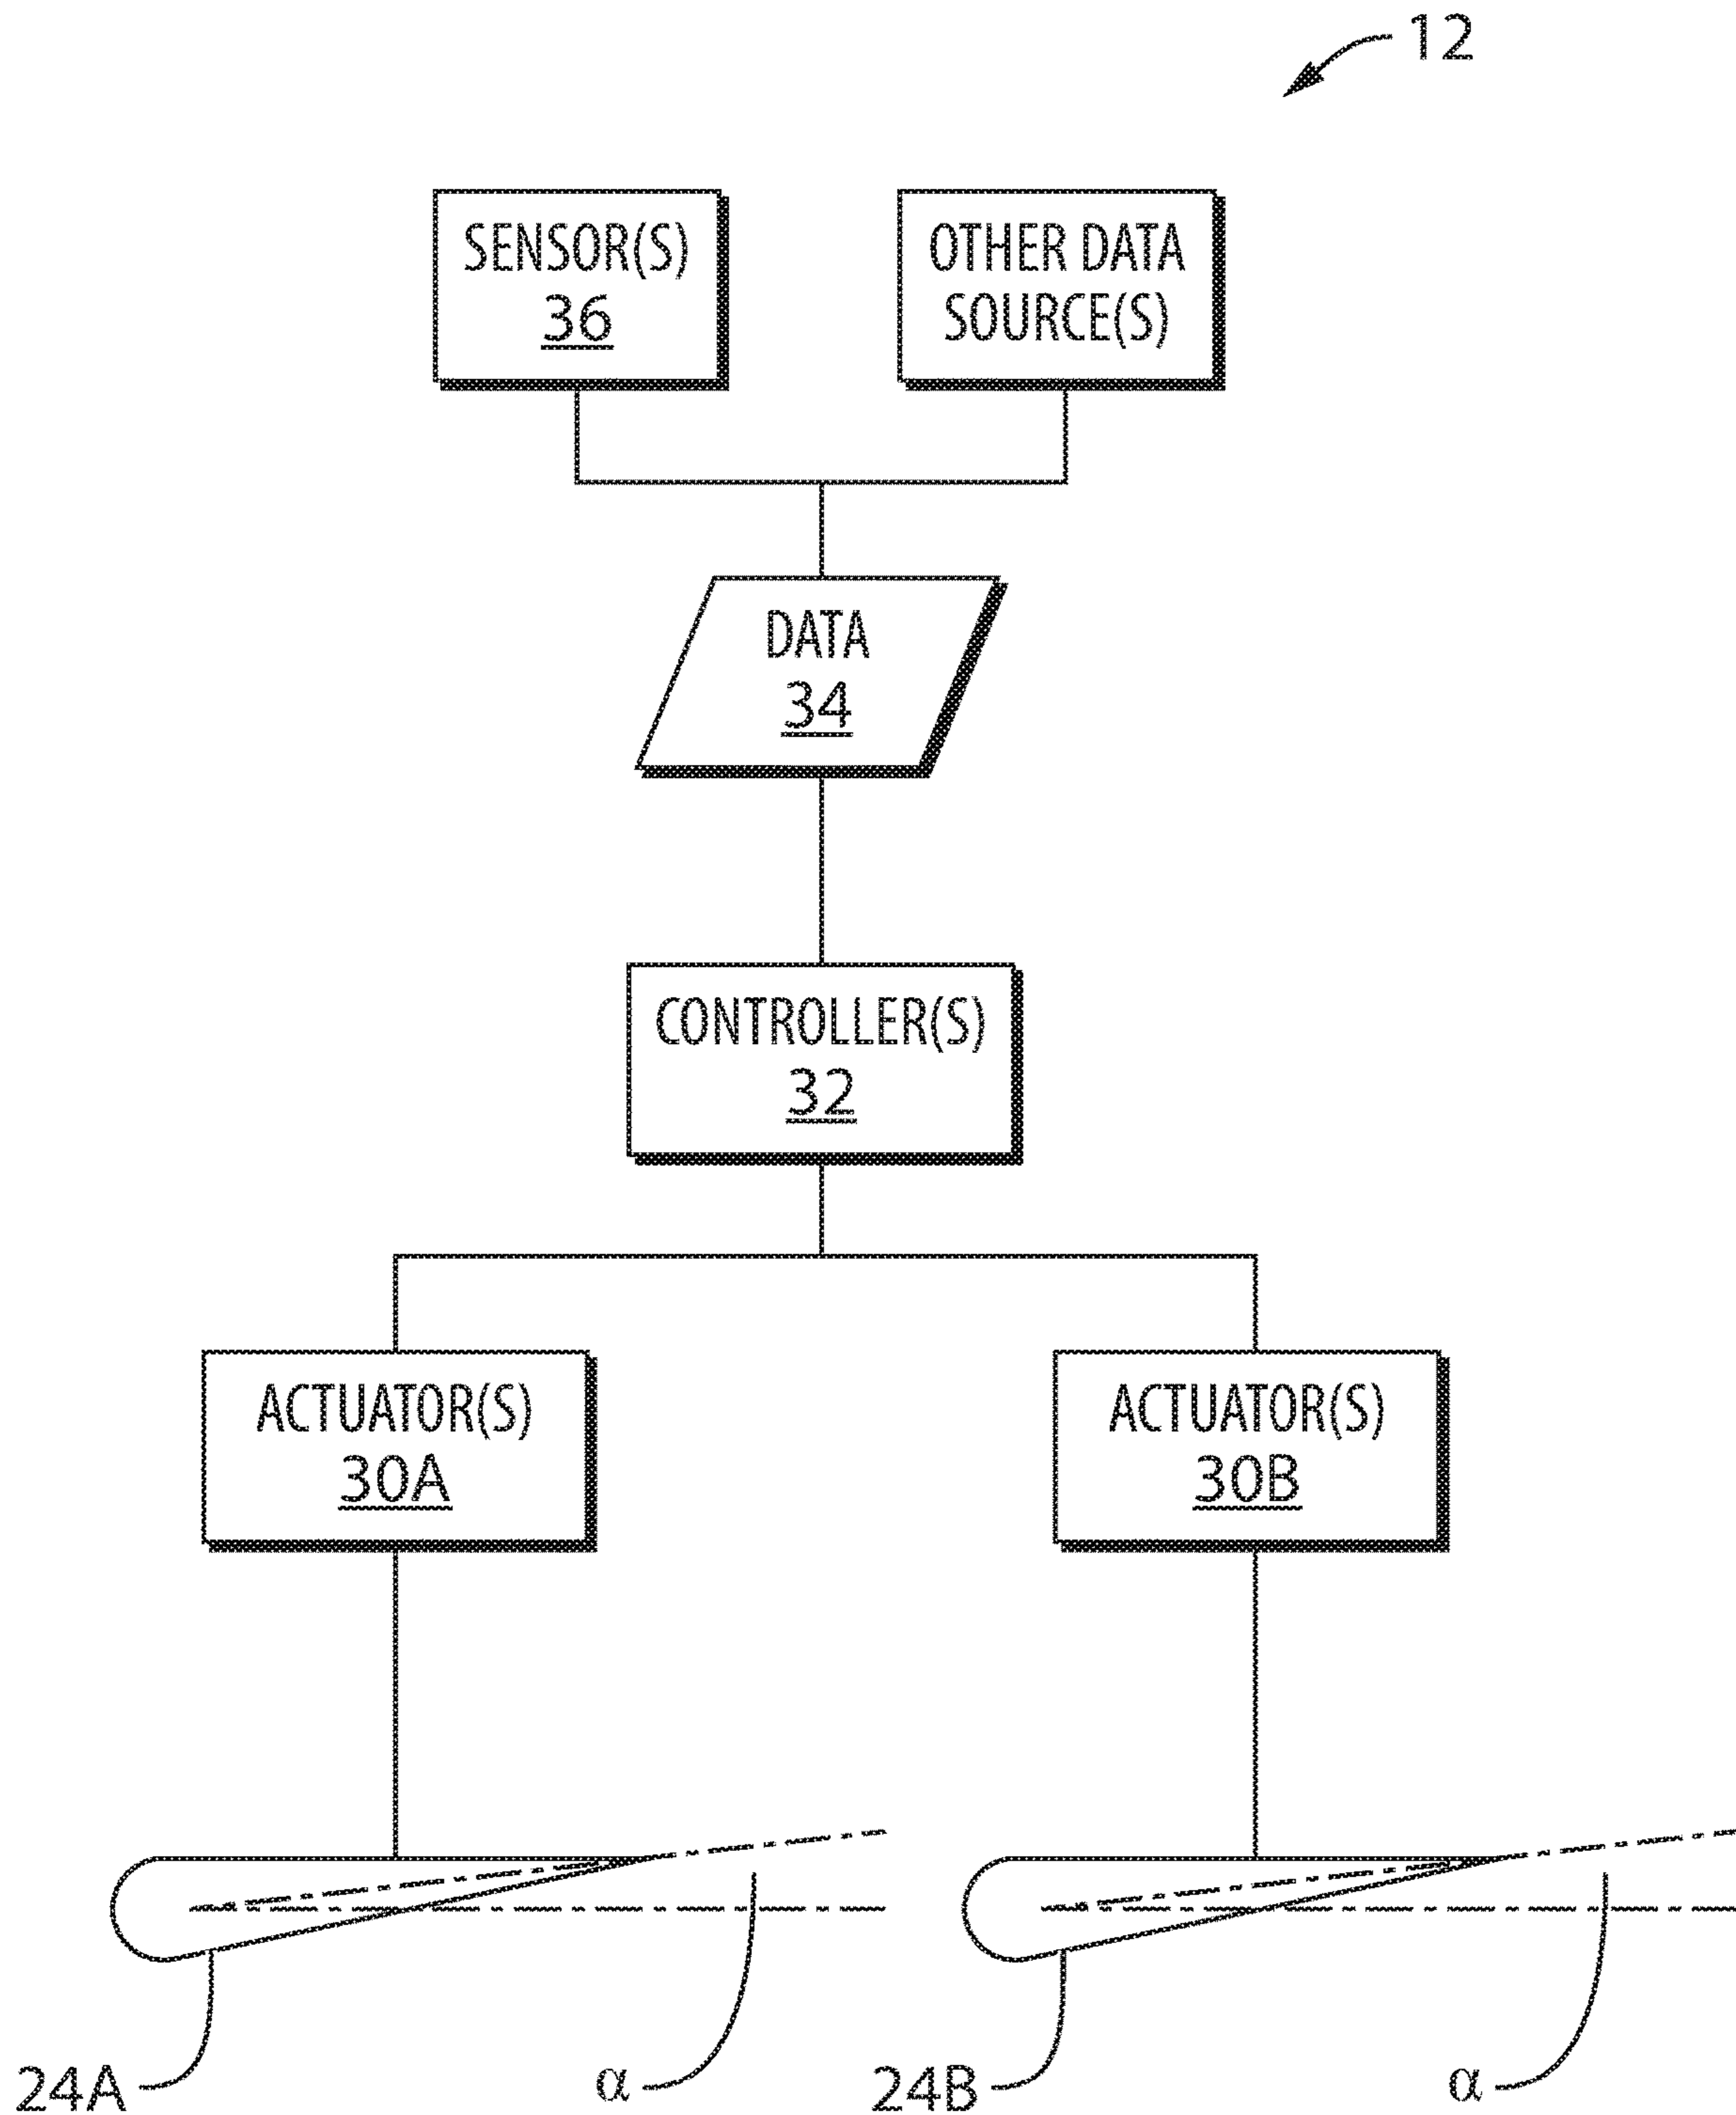 12
SENSOR(S)
36
OTHER DATA
SOURCE(S)
DATA
34
CONTROLLER(S)
32
ACTUATOR(S)
30A
ACTUATOR(S)
30B
24A
α
24B
α